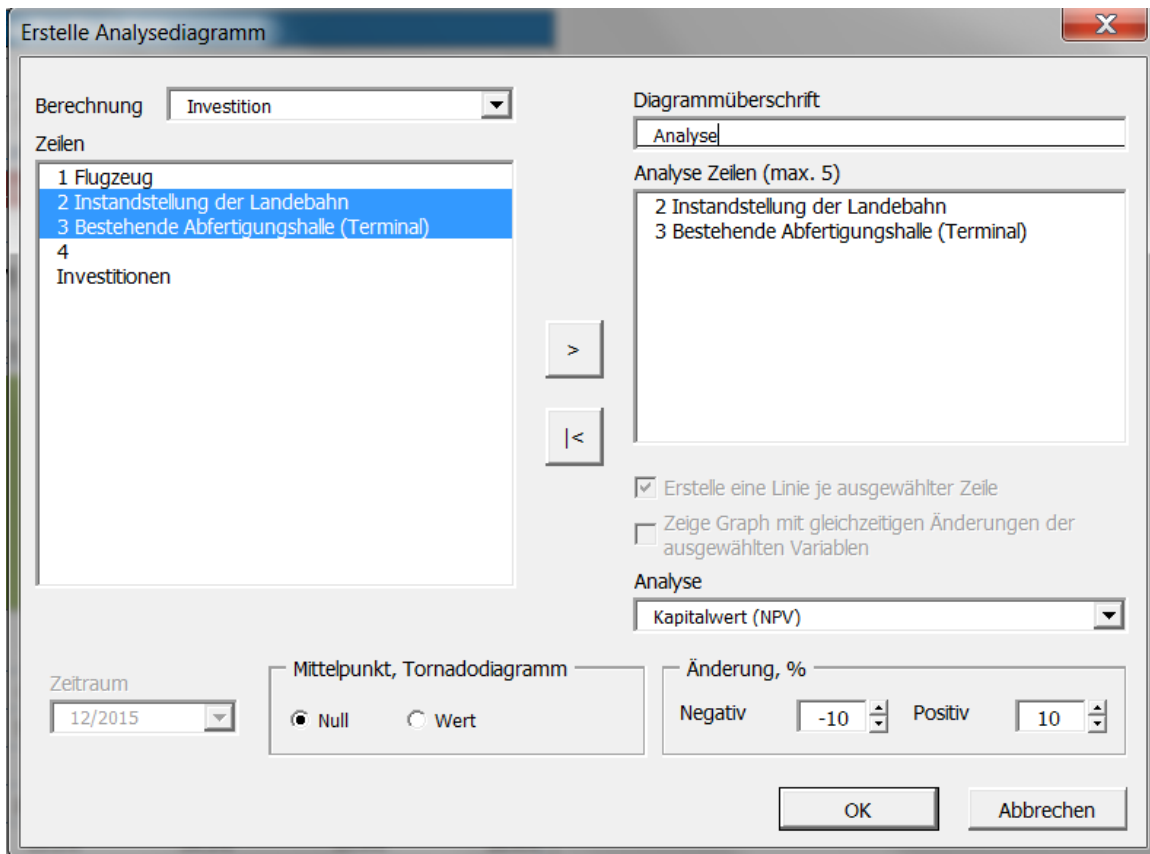 Erstelle Analysediagramm
X
Berechnung
Investition
Zeilen
1 Flugzeug
2 Instandstellung der Landebahn
3 Bestehende Abfertigungshalle (Terminal)
4
Investitionen
>
|<
Diagrammüberschrift
Analyse
Analyse Zeilen (max. 5)
2 Instandstellung der Landebahn
3 Bestehende Abfertigungshalle (Terminal)
Erstelle eine Linie je ausgewählter Zeile
Zeige Graph mit gleichzeitigen Änderungen der
ausgewählten Variablen
Analyse
Kapitalwert (NPV)
Zeitraum
12/2015
Mittelpunkt, Tornadodiagramm
Null Wert
Änderung, %
Negativ -10 Positiv 10
OK Abbrechen